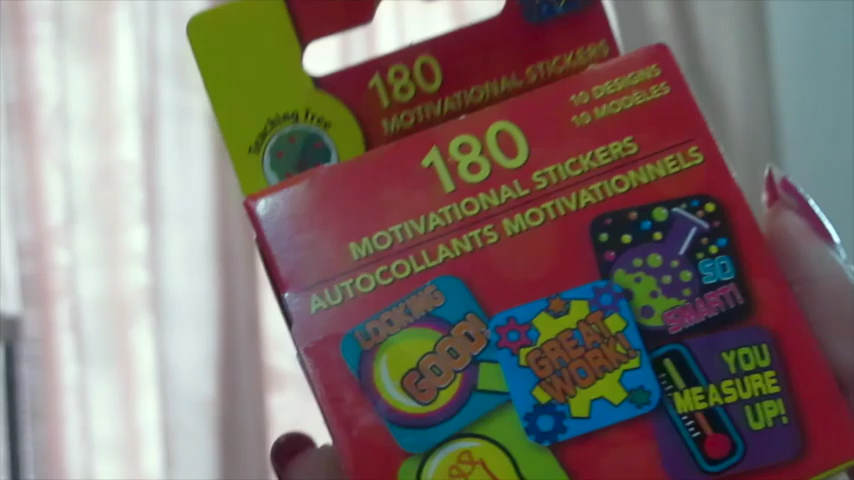 180
MOTIVATIONAL STICKERS
Teaching Tree
10 DESIGNS
10 MODÈLES
180
MOTIVATIONAL STICKERS
AUTOCOLLANTS MOTIVATIONNELS
SO
SMART!
LOOKING
GOOD!
GREAT
WORK!
YOU
MEASURE
UP!